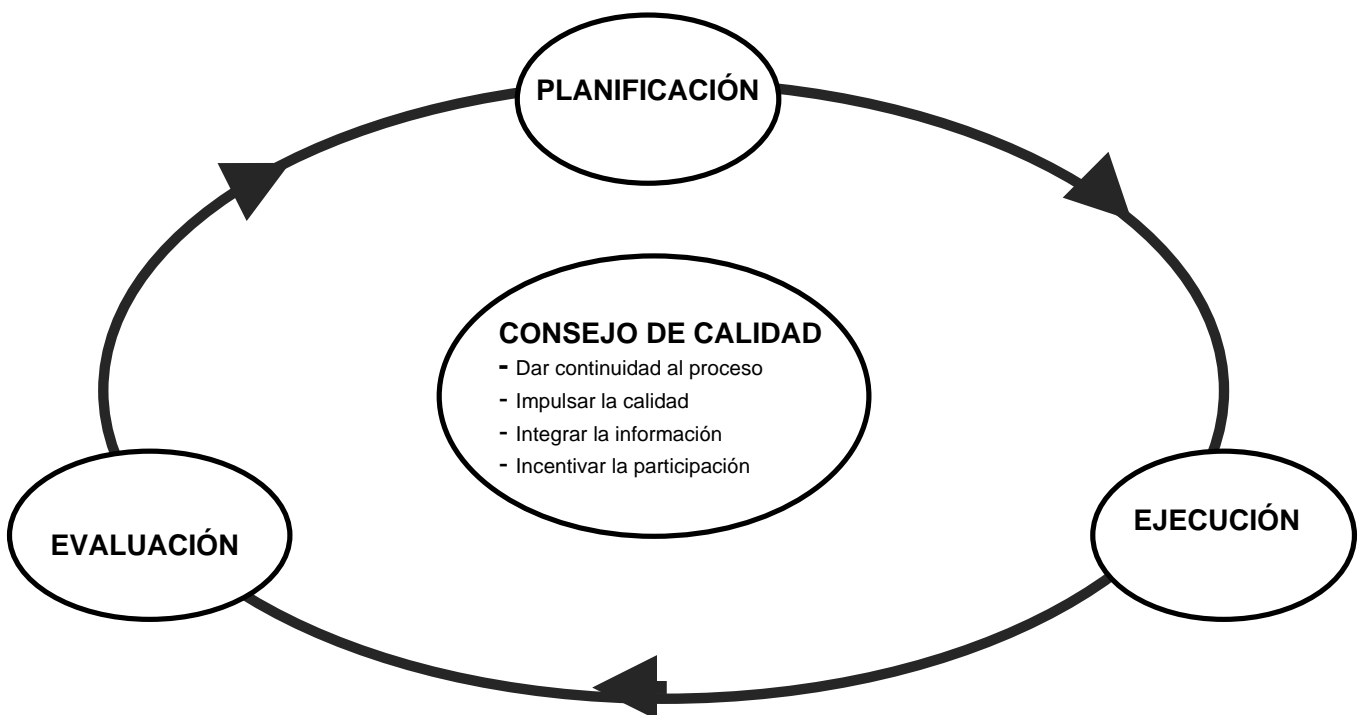 PLANIFICACIÓN
CONSEJO DE CALIDAD
- Dar continuidad al proceso
- Impulsar la calidad
- Integrar la información
- Incentivar la participación
EVALUACIÓN
EJECUCIÓN